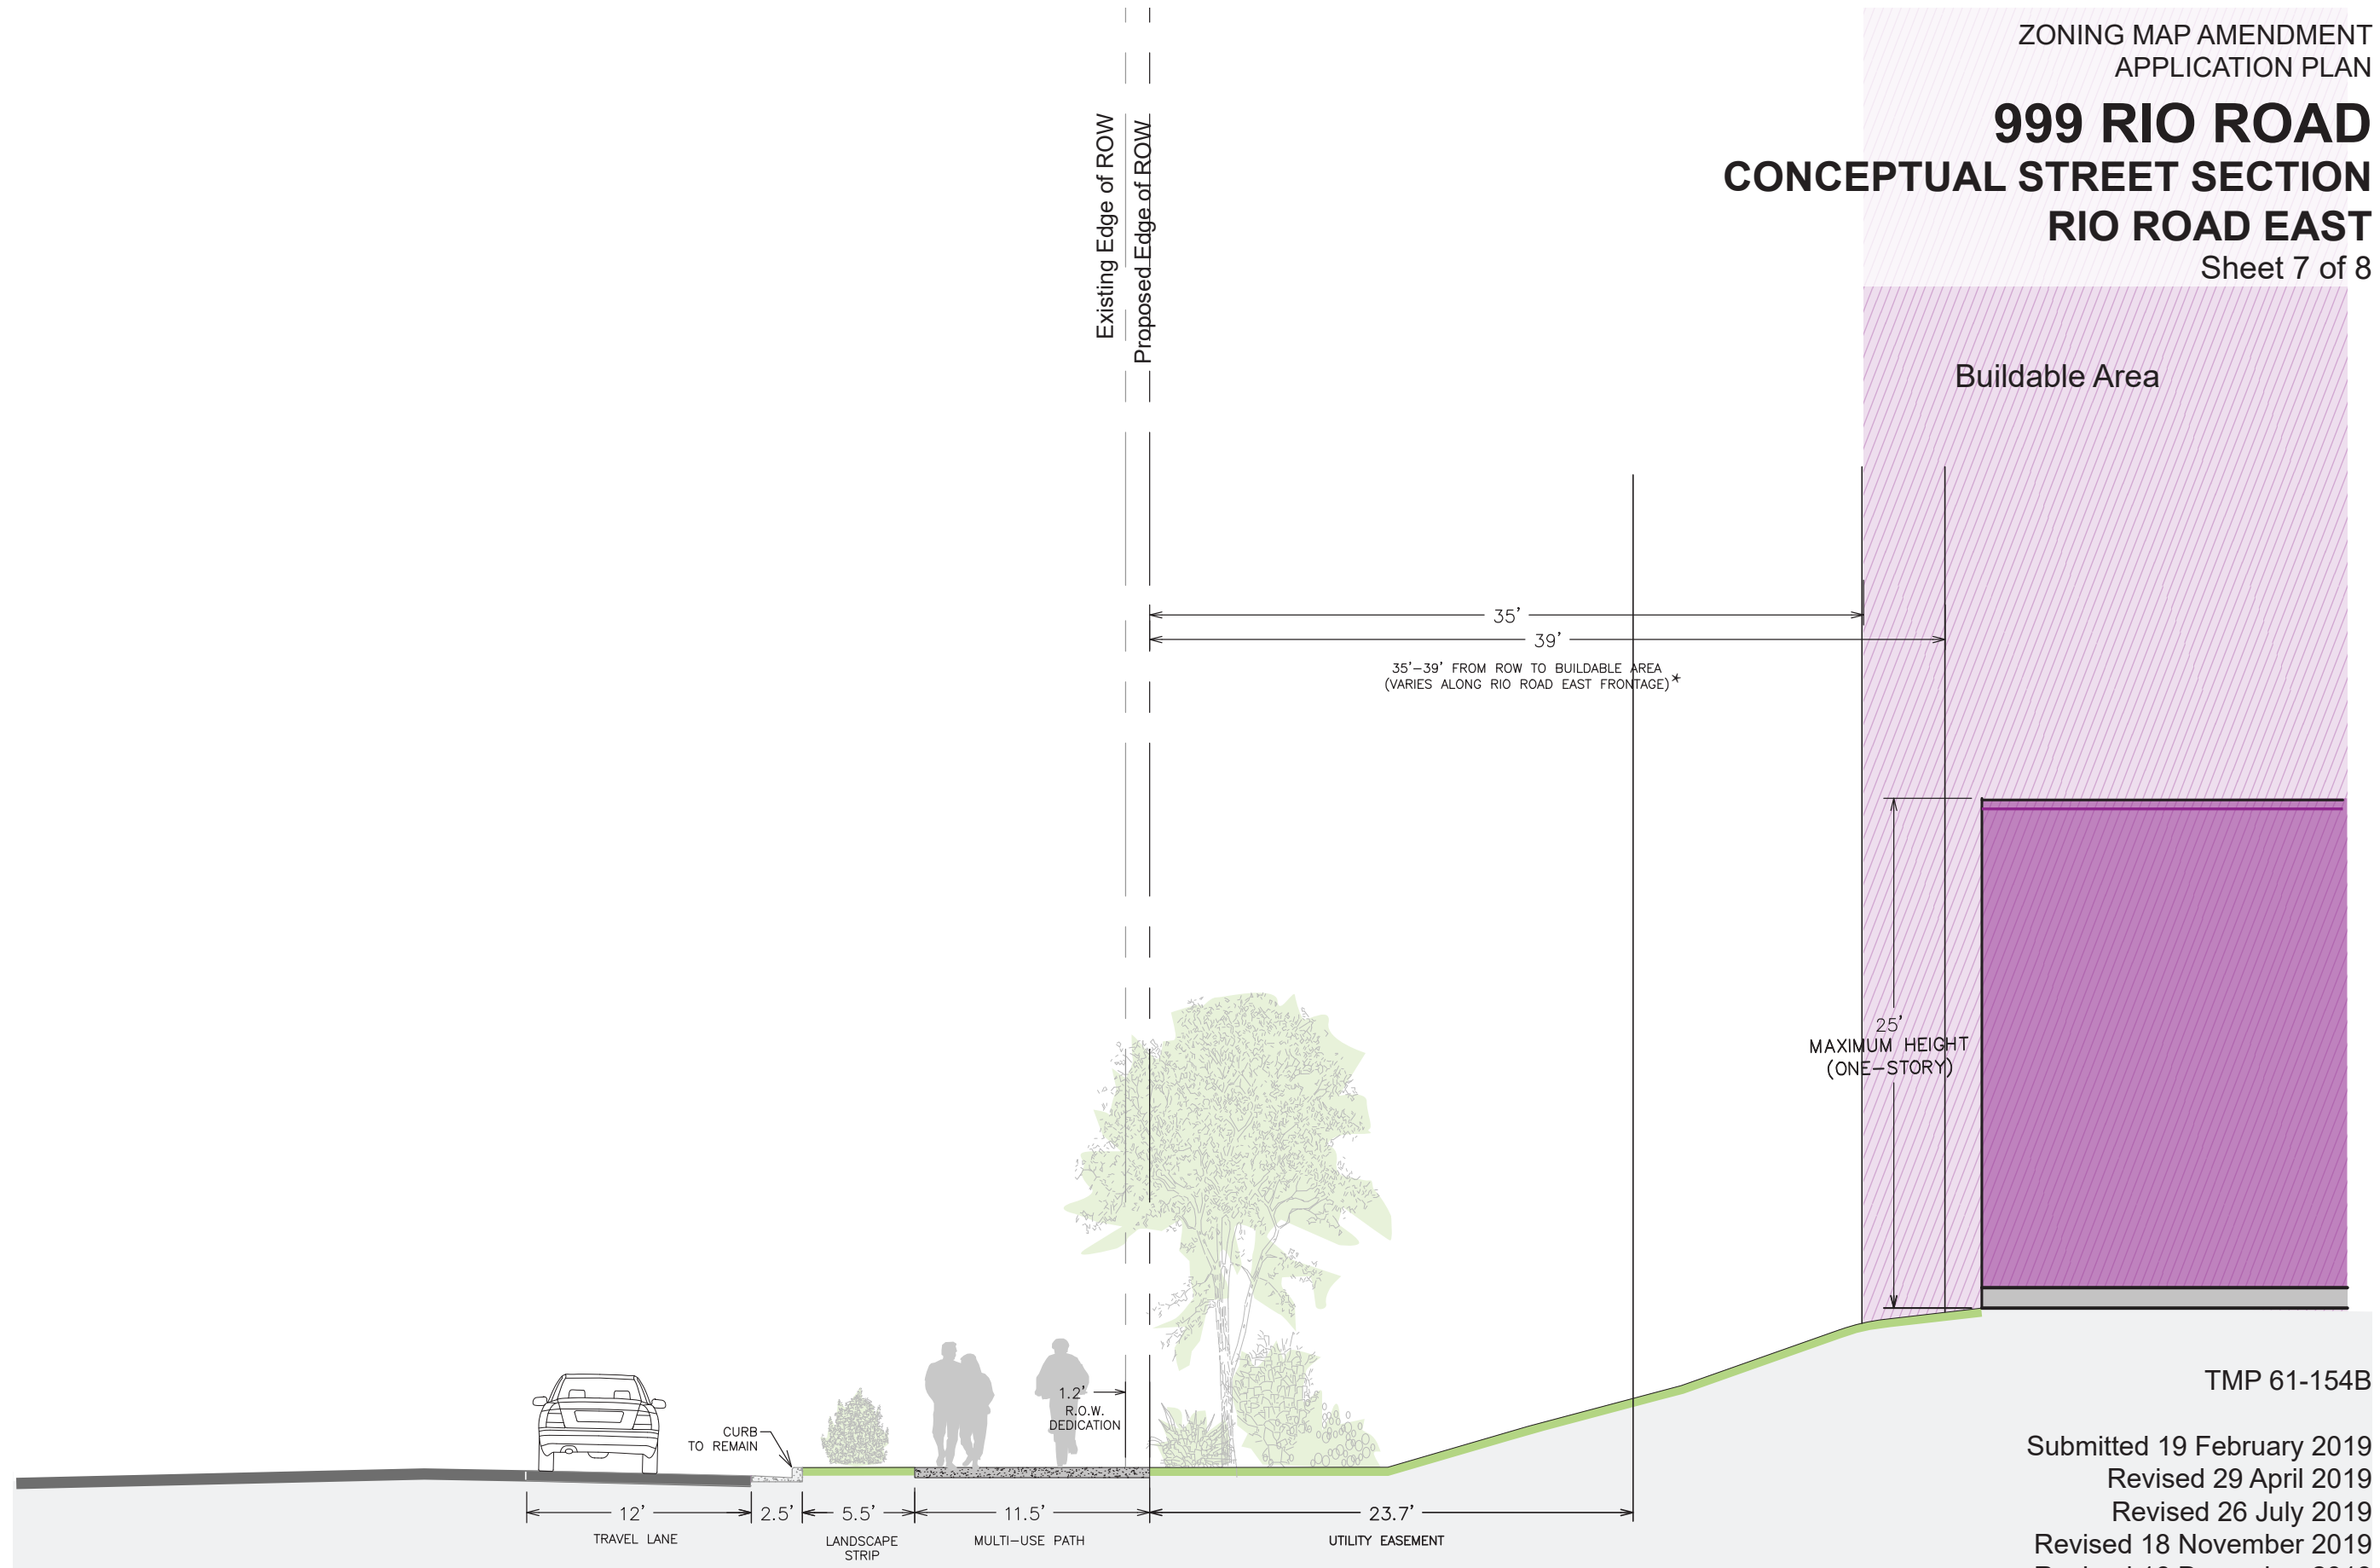 ZONING MAP AMENDMENT
APPLICATION PLAN
999 RIO ROAD
CONCEPTUAL STREET SECTION
RIO ROAD EAST
Sheet 7 of 8
Existing Edge of ROW
Proposed Edge of ROW
Buildable Area
35'
39'
35'-39' FROM ROW TO BUILDABLE AREA
(VARIES ALONG RIO ROAD EAST FRONTAGE)*
25'
MAXIMUM HEIGHT
(ONE-STORY)
1.2'
R.O.W.
DEDICATION
CURB
TO REMAIN
12'
TRAVEL LANE
2.5'
5.5'
LANDSCAPE
STRIP
11.5'
MULTI-USE PATH
23.7'
UTILITY EASEMENT
TMP 61-154B
Submitted 19 February 2019
Revised 29 April 2019
Revised 26 July 2019
Revised 18 November 2019